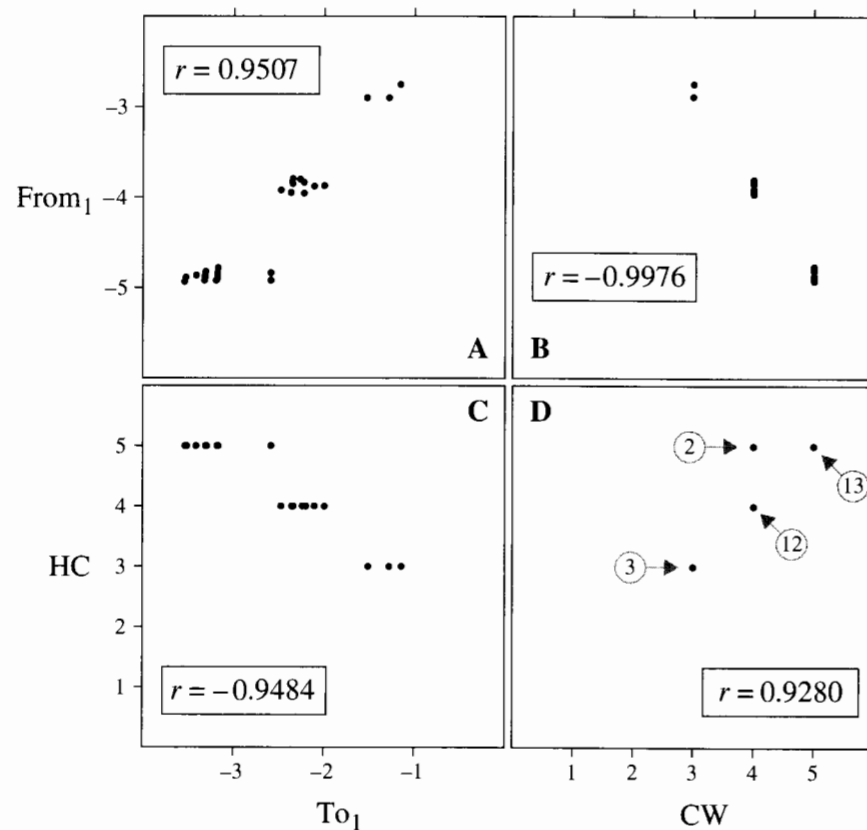 r = 0.9507
From₁
−3
−4
−5
A
r = −0.9976
B
HC
5
4
3
2
1
C
r = −0.9484
D
2
13
12
3
r = 0.9280
−3
−2
−1
1
2
3
4
5
To₁
CW